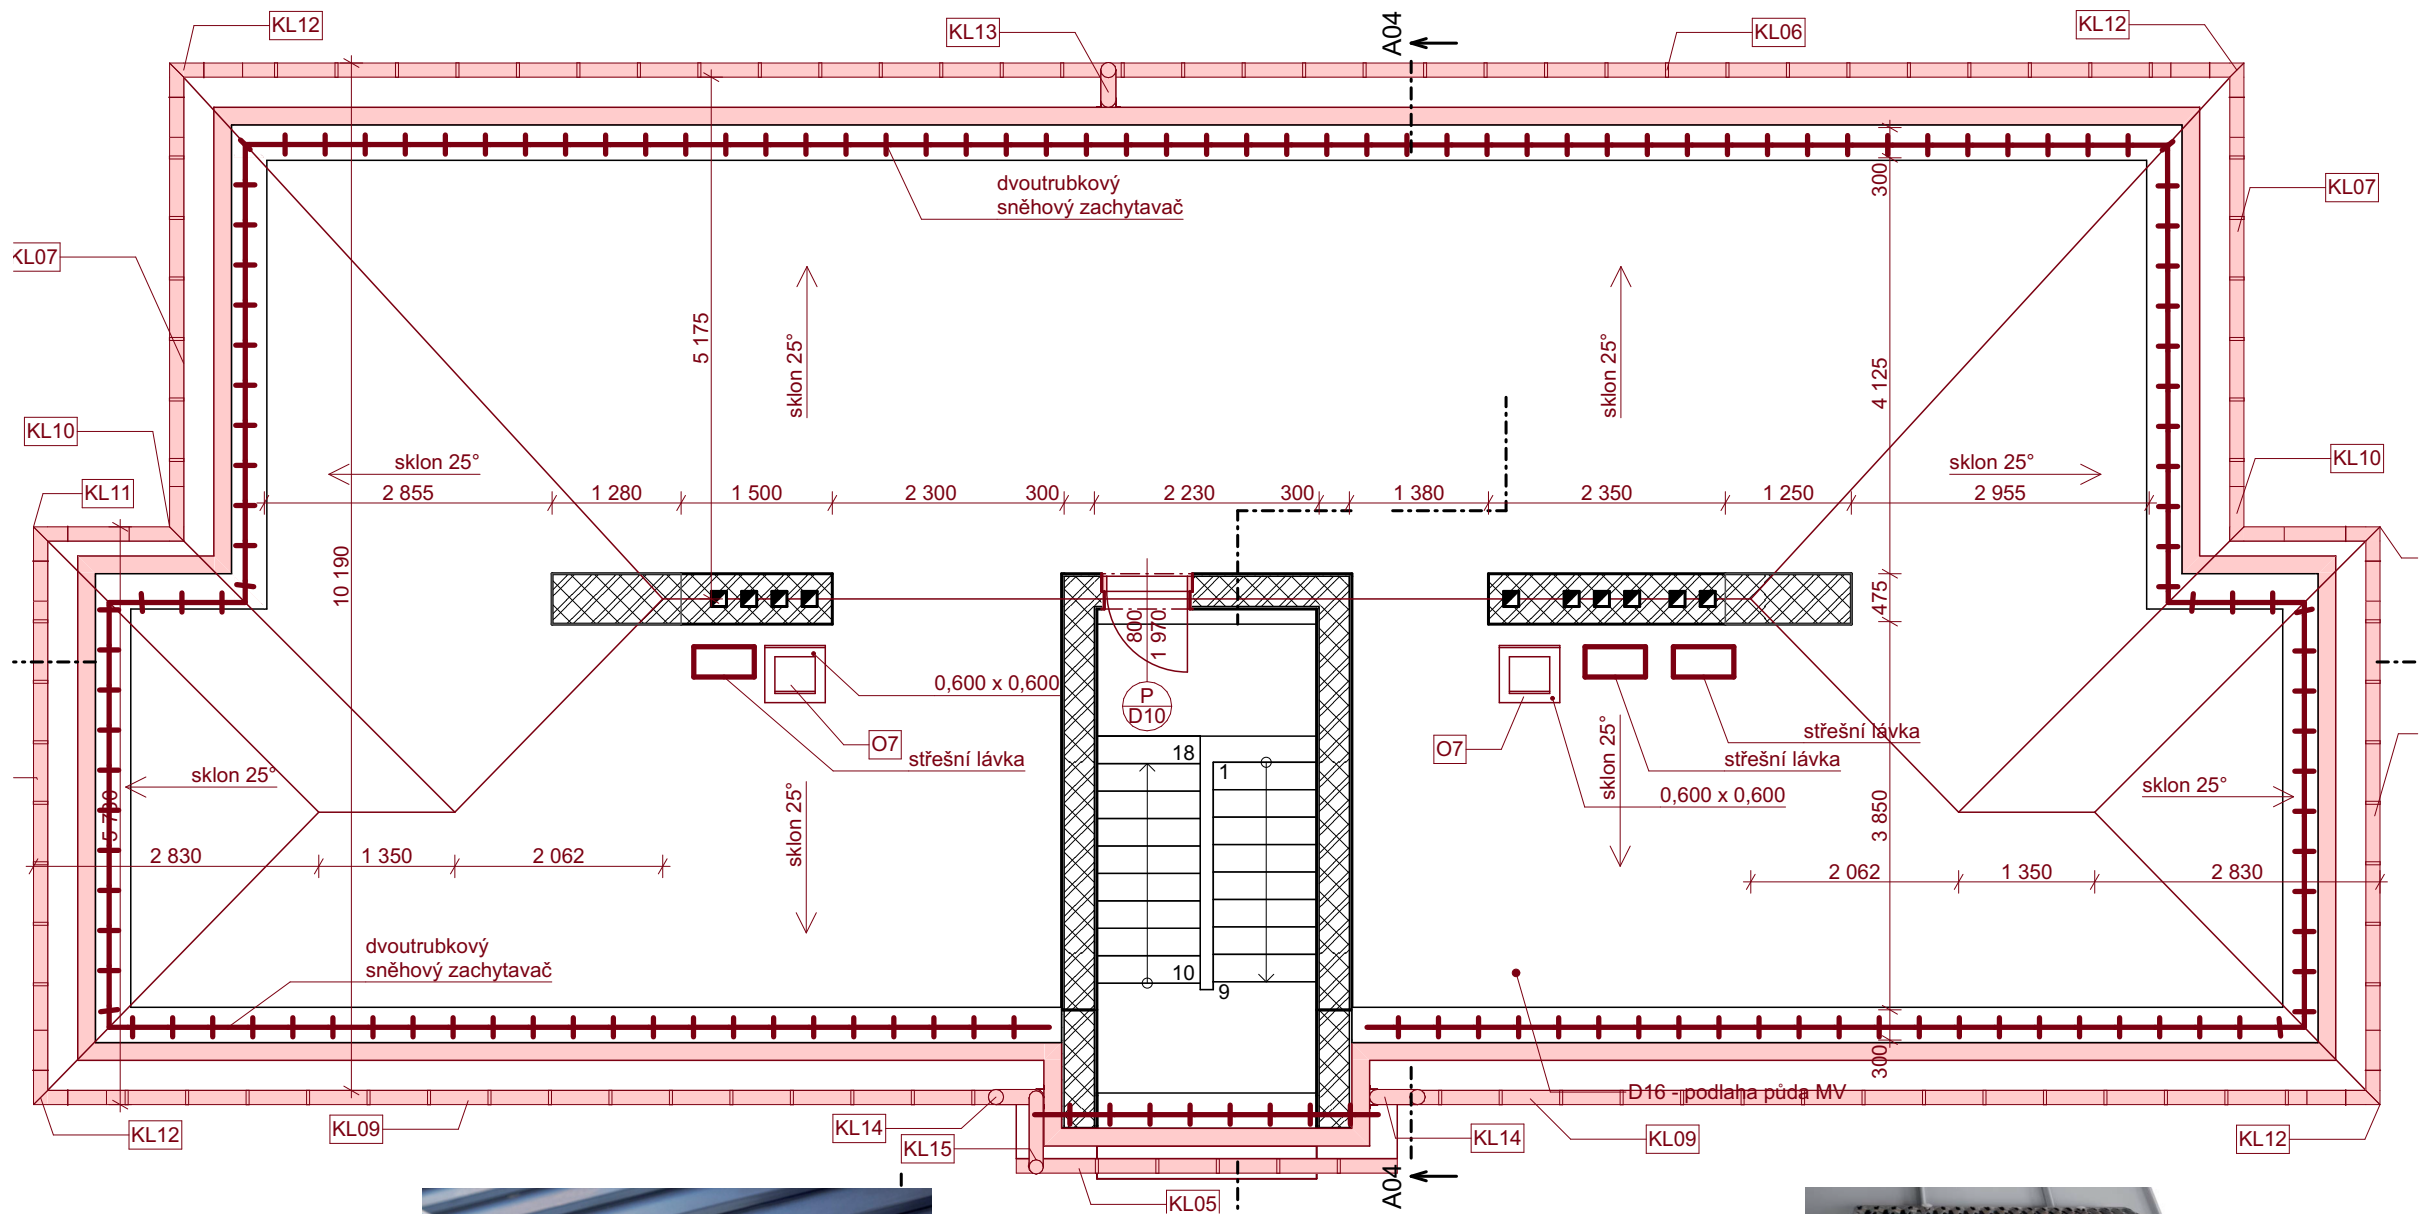 KL12
KL13
A04
KL06
KL12
dvoutrubkový
sněhový zachytavač
300
KL07
KL07
5 175
sklon 25°
sklon 25°
4 125
KL10
sklon 25°
sklon 25°
KL10
KL11
2 855
1 280
1 500
2 300
300
2 230
300
1 380
2 350
1 250
2 955
10 190
475
800
1 970
0,600 x 0,600
P
D10
O7
střešní lávka
18
1
O7
sklon 25°
střešní lávka
střešní lávka
0,600 x 0,600
sklon 25°
sklon 25°
sklon 25°
3 850
2 830
1 350
2 062
2 062
1 350
2 830
dvoutrubkový
sněhový zachytavač
10
9
300
D16 - podlaha půda MV
KL12
KL09
KL14
KL15
KL14
KL09
KL12
A04
KL05